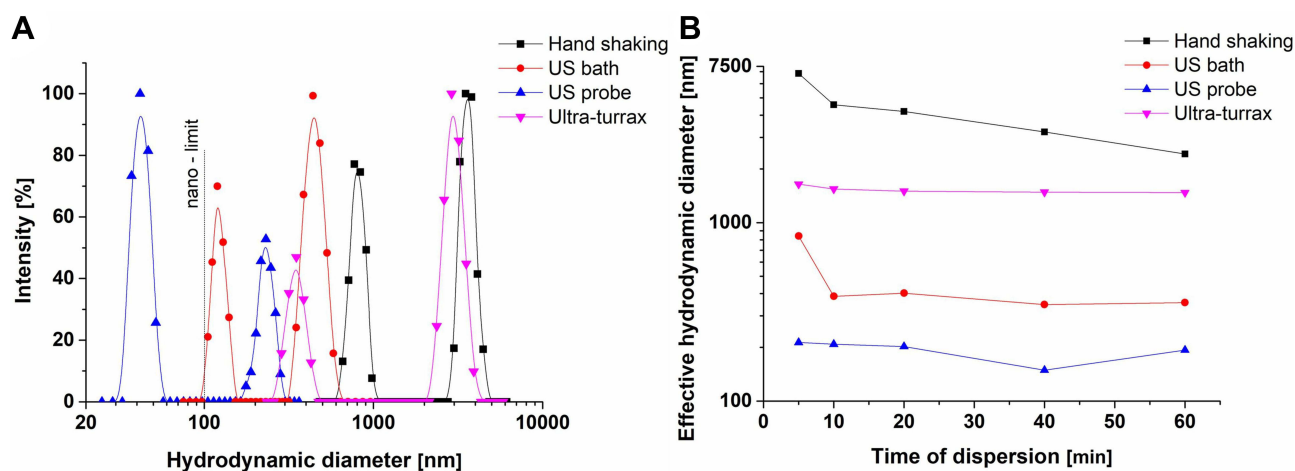 A
Hand shaking
US bath
US probe
Ultra-turrax
100
80
60
40
20
0
Intensity [%]
nano - limit
20
100
1000
10000
Hydrodynamic diameter [nm]
B
Hand shaking
US bath
US probe
Ultra-turrax
7500
1000
100
Effective hydrodynamic diameter [nm]
0
10
20
30
40
50
60
Time of dispersion [min]